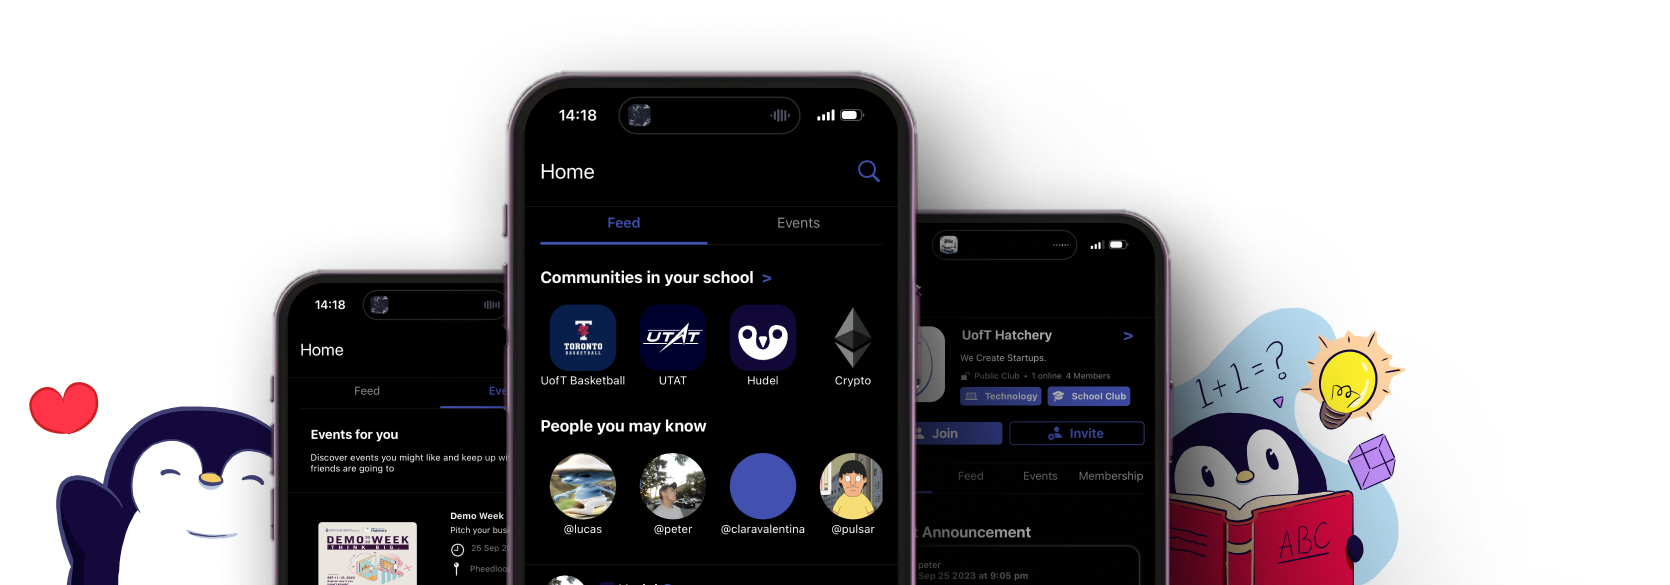 14:18
Home
Feed
Events
Communities in your school >
TORONTO
BASKETBALL
UTAT
UofT Basketball
UTAT
Hudel
Crypto
People you may know
@lucas
@peter
@claravalentina
@pulsar
14:18
Home
Feed
Eve
Events for you
Discover events you might like and keep up wi
friends are going to
DEMO WEEK
THINK BIG.
Demo Week
Pitch your bus
25 Sep 2
Pheedloo
UofT Hatchery >
We Create Startups.
Public Club • 1 online 4 Members
Technology
School Club
Join
Invite
Feed
Events
Membership
t Announcement
peter
Sep 25 2023 at 9:05 pm
1+1=?
ABC